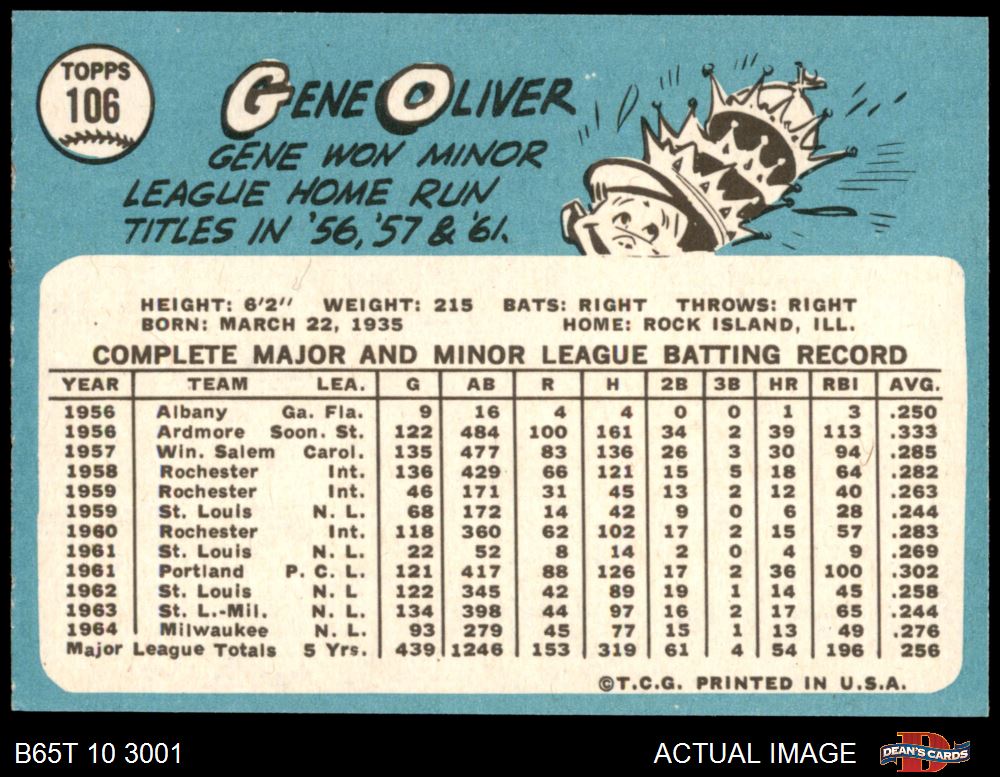 TOPPS
106
GENE OLIVER
GENE WON MINOR
LEAGUE HOME RUN
TITLES IN '56, '57 & '61.
HEIGHT: 6'2" WEIGHT: 215 BATS: RIGHT THROWS: RIGHT
BORN: MARCH 22, 1935 HOME: ROCK ISLAND, ILL.
COMPLETE MAJOR AND MINOR LEAGUE BATTING RECORD
YEAR TEAM LEA. G AB R H 2B 3B HR RBI AVG.
1956 Albany Ga. Fla. 9 16 4 4 0 0 1 3 .250
1956 Ardmore Soon. St. 122 484 100 161 34 2 39 113 .333
1957 Win. Salem Carol. 135 477 83 136 26 3 30 94 .285
1958 Rochester Int. 136 429 66 121 15 5 18 64 .282
1959 Rochester Int. 46 171 31 45 13 2 12 40 .263
1959 St. Louis N. L. 68 172 14 42 9 0 6 28 .244
1960 Rochester Int. 118 360 62 102 17 2 15 57 .283
1961 St. Louis N. L. 22 52 8 14 2 0 4 9 .269
1961 Portland P. C. L. 121 417 88 126 17 2 36 100 .302
1962 St. Louis N. L 122 345 42 89 19 1 14 45 .258
1963 St. L.-Mil. N. L. 134 398 44 97 16 2 17 65 .244
1964 Milwaukee N. L. 93 279 45 77 15 1 13 49 .276
Major League Totals 5 Yrs. 439 1246 153 319 61 4 54 196 256
©T.C.G. PRINTED IN U.S.A.
B65T 10 3001 ACTUAL IMAGE DEAN'S CARDS